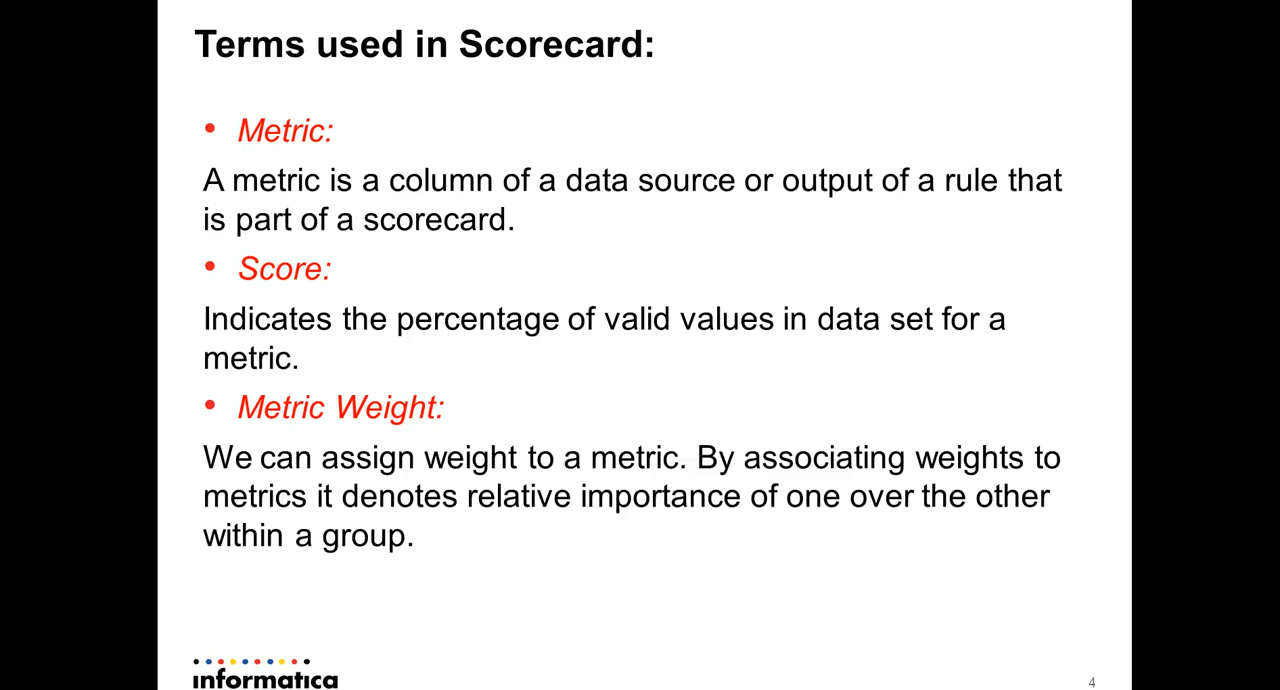 Terms used in Scorecard:
• Metric:
A metric is a column of a data source or output of a rule that
is part of a scorecard.
• Score:
Indicates the percentage of valid values in data set for a
metric.
• Metric Weight:
We can assign weight to a metric. By associating weights to
metrics it denotes relative importance of one over the other
within a group.
informatica
4